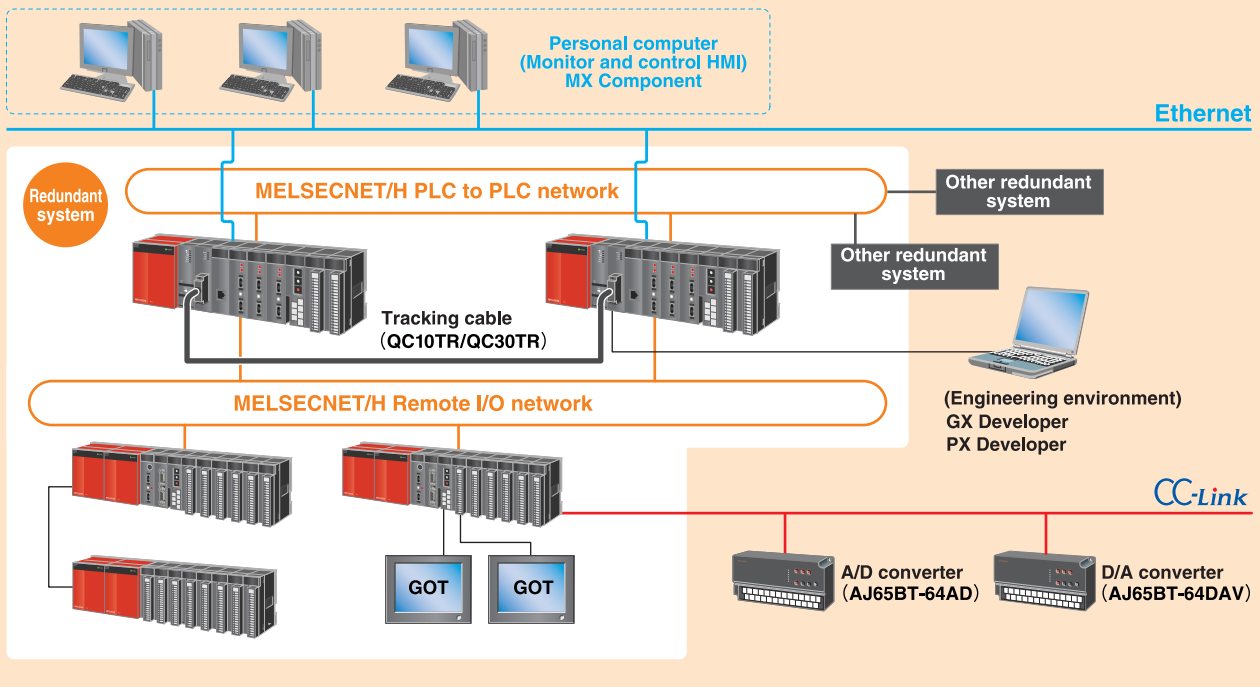 Personal computer
(Monitor and control HMI)
MX Component
Ethernet
Redundant
system
MELSECNET/H PLC to PLC network
Other redundant
system
Other redundant
system
Tracking cable
(QC10TR/QC30TR)
MELSECNET/H Remote I/O network
(Engineering environment)
GX Developer
PX Developer
CC-Link
GOT
GOT
A/D converter
(AJ65BT-64AD)
D/A converter
(AJ65BT-64DAV)